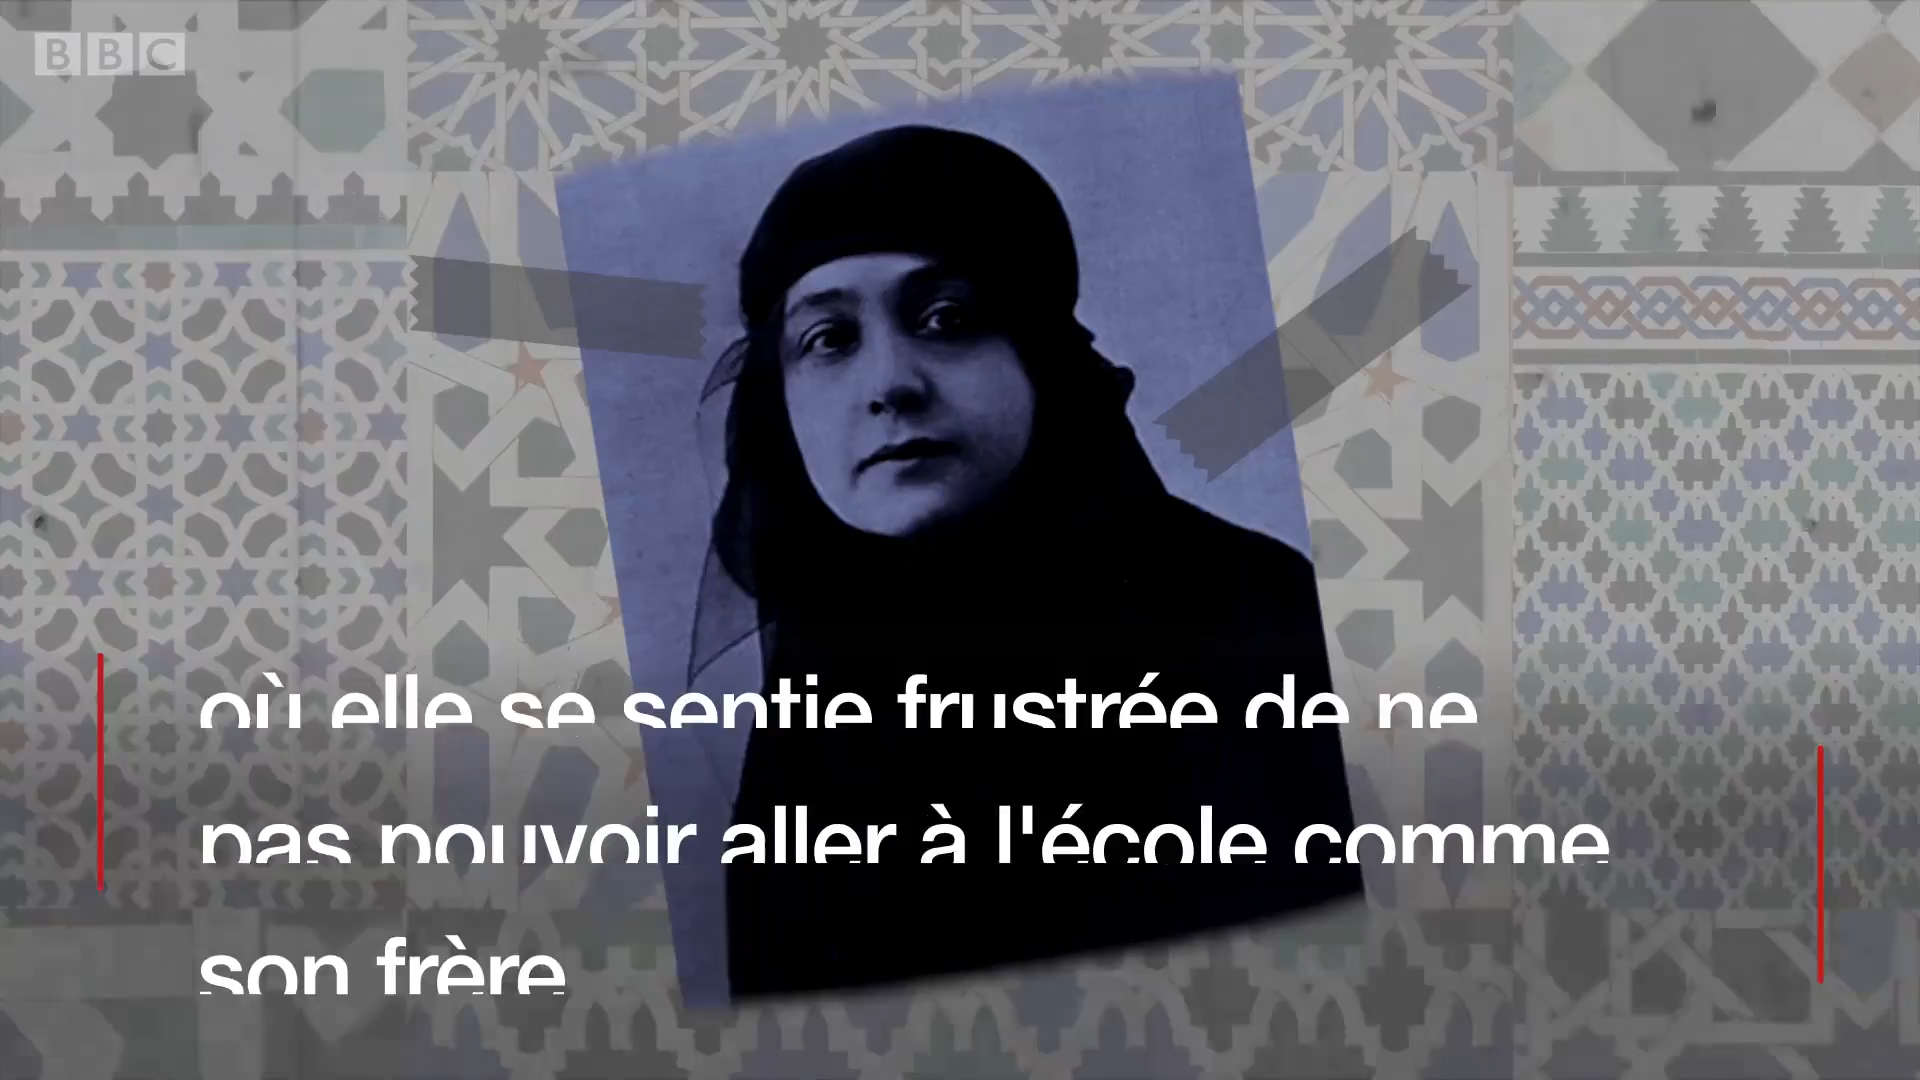 BBC
où elle se sentie frustrée de ne
pas pouvoir aller à l'école comme
son frère